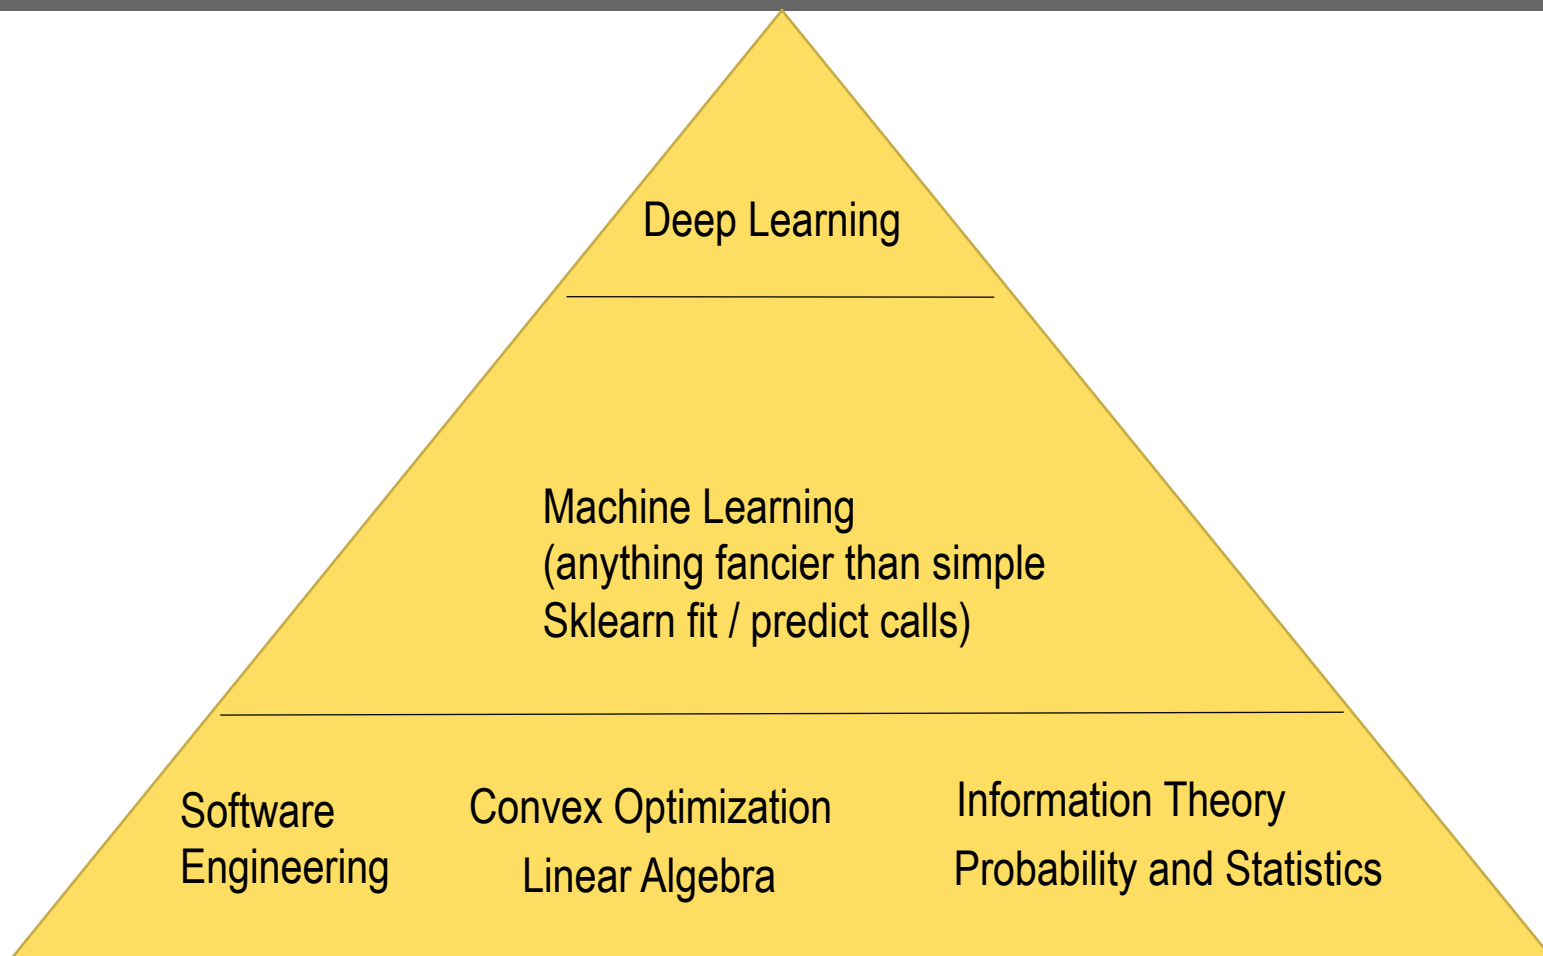 Deep Learning
Machine Learning
(anything fancier than simple
Sklearn fit / predict calls)
Software
Engineering
Convex Optimization
Linear Algebra
Information Theory
Probability and Statistics